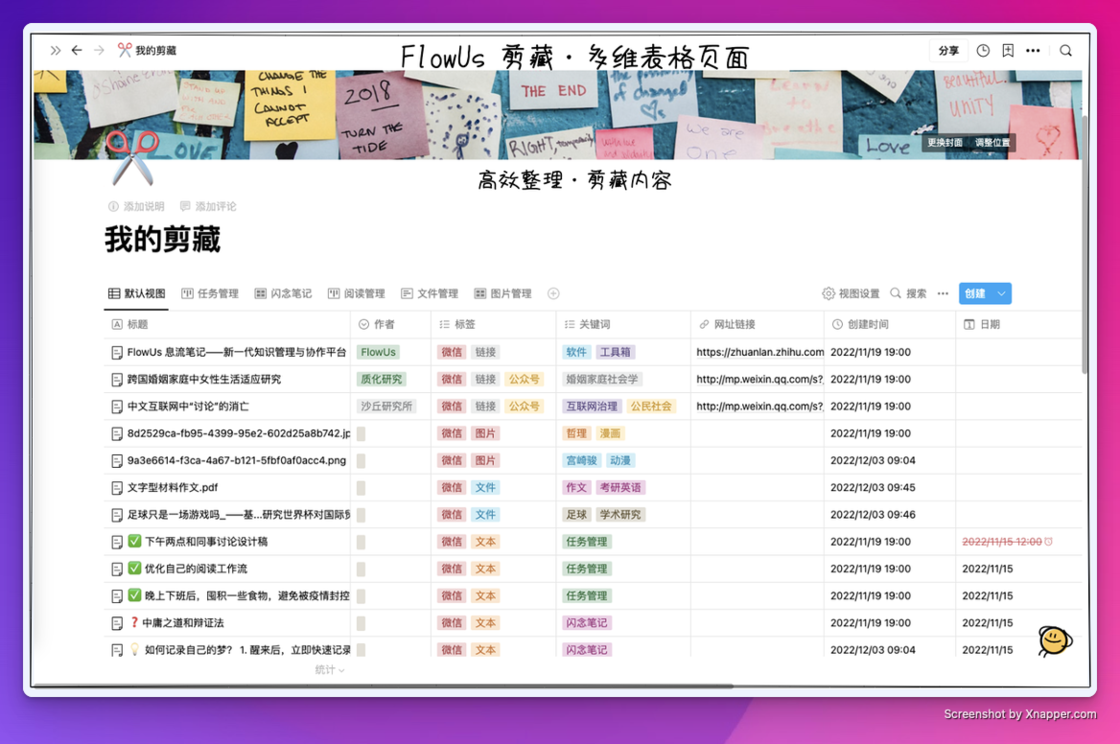 我的剪藏
FlowUs 剪藏·多维表格页面
分享
CHANGE THE
THINGS I
CANNOT
ACCEPT
2018
TURN THE
TIDE
THE END
of changes
RIGHT,
we are
one
BEAUTIFUL
UNITY
LOVE
Love
更换封面 调整位置
高效整理·剪藏内容
添加说明 添加评论
我的剪藏
默认视图 任务管理 闪念笔记 阅读管理 文件管理 图片管理 视图设置 搜索 创建
标题 作者 标签 关键词 网址链接 创建时间 日期
FlowUs 息流笔记——新一代知识管理与协作平台 FlowUs 微信 链接 软件 工具箱 https://zhuanlan.zhihu.com 2022/11/19 19:00
跨国婚姻家庭中女性生活适应研究 质化研究 微信 链接 公众号 婚姻家庭社会学 http://mp.weixin.qq.com/s?_ 2022/11/19 19:00
中文互联网中“讨论”的消亡 沙丘研究所 微信 链接 公众号 互联网治理 公民社会 http://mp.weixin.qq.com/s?_ 2022/11/19 19:00
8d2529ca-fb95-4399-95e2-602d25a8b742.jp 微信 图片 哲理 漫画 2022/11/19 19:00
9a3e6614-f3ca-4a67-b121-5fbf0af0acc4.png 微信 图片 宫崎骏 动漫 2022/12/03 09:04
文字型材料作文.pdf 微信 文件 作文 考研英语 2022/12/03 09:45
足球只是一场游戏吗_——基...研究世界杯对国际贸 微信 文件 足球 学术研究 2022/12/03 09:46
✅ 下午两点和同事讨论设计稿 微信 文本 任务管理 2022/11/19 19:00 2022/11/15 12:00
✅ 优化自己的阅读工作流 微信 文本 任务管理 2022/11/19 19:00 2022/11/15
✅ 晚上下班后，囤积一些食物，避免被疫情封控 微信 文本 任务管理 2022/11/19 19:00 2022/11/15
❓ 中庸之道和辩证法 微信 文本 闪念笔记 2022/11/19 19:00 2022/11/15
💡 如何记录自己的梦？ 1. 醒来后，立即快速记录 微信 文本 闪念笔记 2022/12/03 09:04 2022/11/15
统计
Screenshot by Xnapper.com